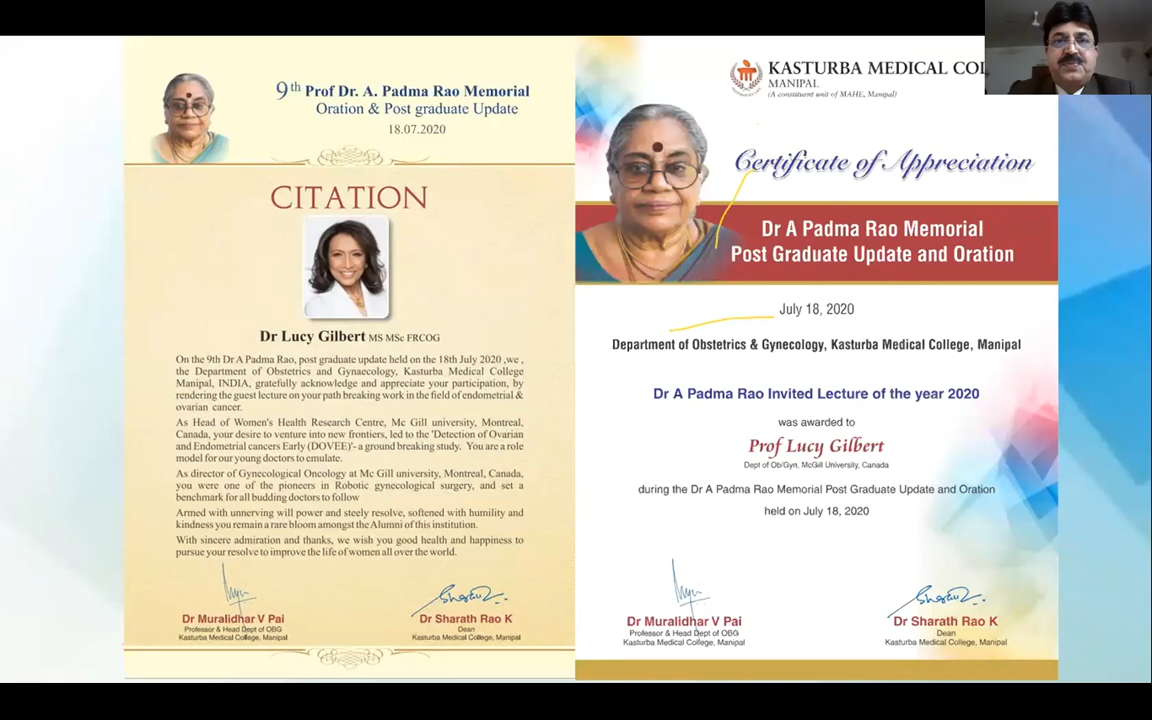 9th Prof Dr. A. Padma Rao Memorial
Oration & Post graduate Update
18.07.2020
CITATION
Dr Lucy Gilbert MS MSc FRCOG
On the 9th Dr A Padma Rao, post graduate update held on the 18th July 2020 ,we ,
the Department of Obstetrics and Gynaecology, Kasturba Medical College
Manipal, INDIA, gratefully acknowledge and appreciate your participation, by
rendering the guest lecture on your path breaking work in the field of endometrial &
ovarian cancer.
As Head of Women's Health Research Centre, Mc Gill university, Montreal,
Canada, your desire to venture into new frontiers, led to the 'Detection of Ovarian
and Endometrial cancers Early (DOVEE)'- a ground breaking study. You are a role
model for our young doctors to emulate.
As director of Gynecological Oncology at Mc Gill university, Montreal, Canada,
you were one of the pioneers in Robotic gynecological surgery, and set a
benchmark for all budding doctors to follow
Armed with unnerving will power and steely resolve, softened with humility and
kindness you remain a rare bloom amongst the Alumni of this institution.
With sincere admiration and thanks, we wish you good health and happiness to
pursue your resolve to improve the life of women all over the world.
Dr Muralidhar V Pai
Professor & Head Dept of OBG
Kasturba Medical College, Manipal
Dr Sharath Rao K
Dean
Kasturba Medical College, Manipal
KASTURBA MEDICAL COL
MANIPAL
(A constituent unit of MAHE, Manipal)
Certificate of Appreciation
Dr A Padma Rao Memorial
Post Graduate Update and Oration
July 18, 2020
Department of Obstetrics & Gynecology, Kasturba Medical College, Manipal
Dr A Padma Rao Invited Lecture of the year 2020
was awarded to
Prof Lucy Gilbert
Dept of Ob/Gyn, McGill University, Canada
during the Dr A Padma Rao Memorial Post Graduate Update and Oration
held on July 18, 2020
Dr Muralidhar V Pai
Professor & Head Dept of OBG
Kasturba Medical College, Manipal
Dr Sharath Rao K
Dean
Kasturba Medical College, Manipal